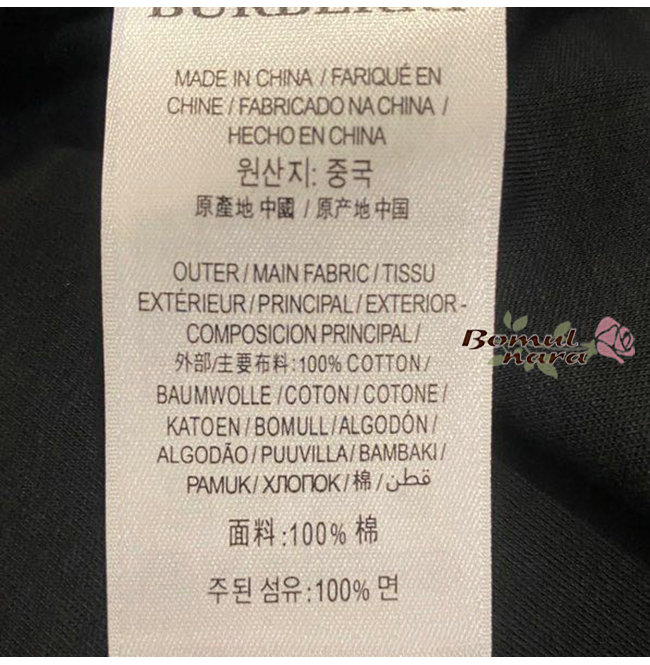 BURBERRY
MADE IN CHINA / FARIQUÉ EN
CHINE / FABRICADO NA CHINA /
HECHO EN CHINA
원산지: 중국
原產地 中國 / 原产地 中国
OUTER / MAIN FABRIC / TISSU
EXTÉRIEUR / PRINCIPAL / EXTERIOR -
COMPOSICION PRINCIPAL /
外部/主要布料: 100% COTTON /
BAUMWOLLE / COTON / COTONE /
KATOEN / BOMULL / ALGODÓN /
ALGODÃO / PUUVILLA / BAMBAKI /
PAMUK / ХЛОПОК / 棉 / قطن
面料:100% 棉
주된 섬유:100% 면
Bomul
nara